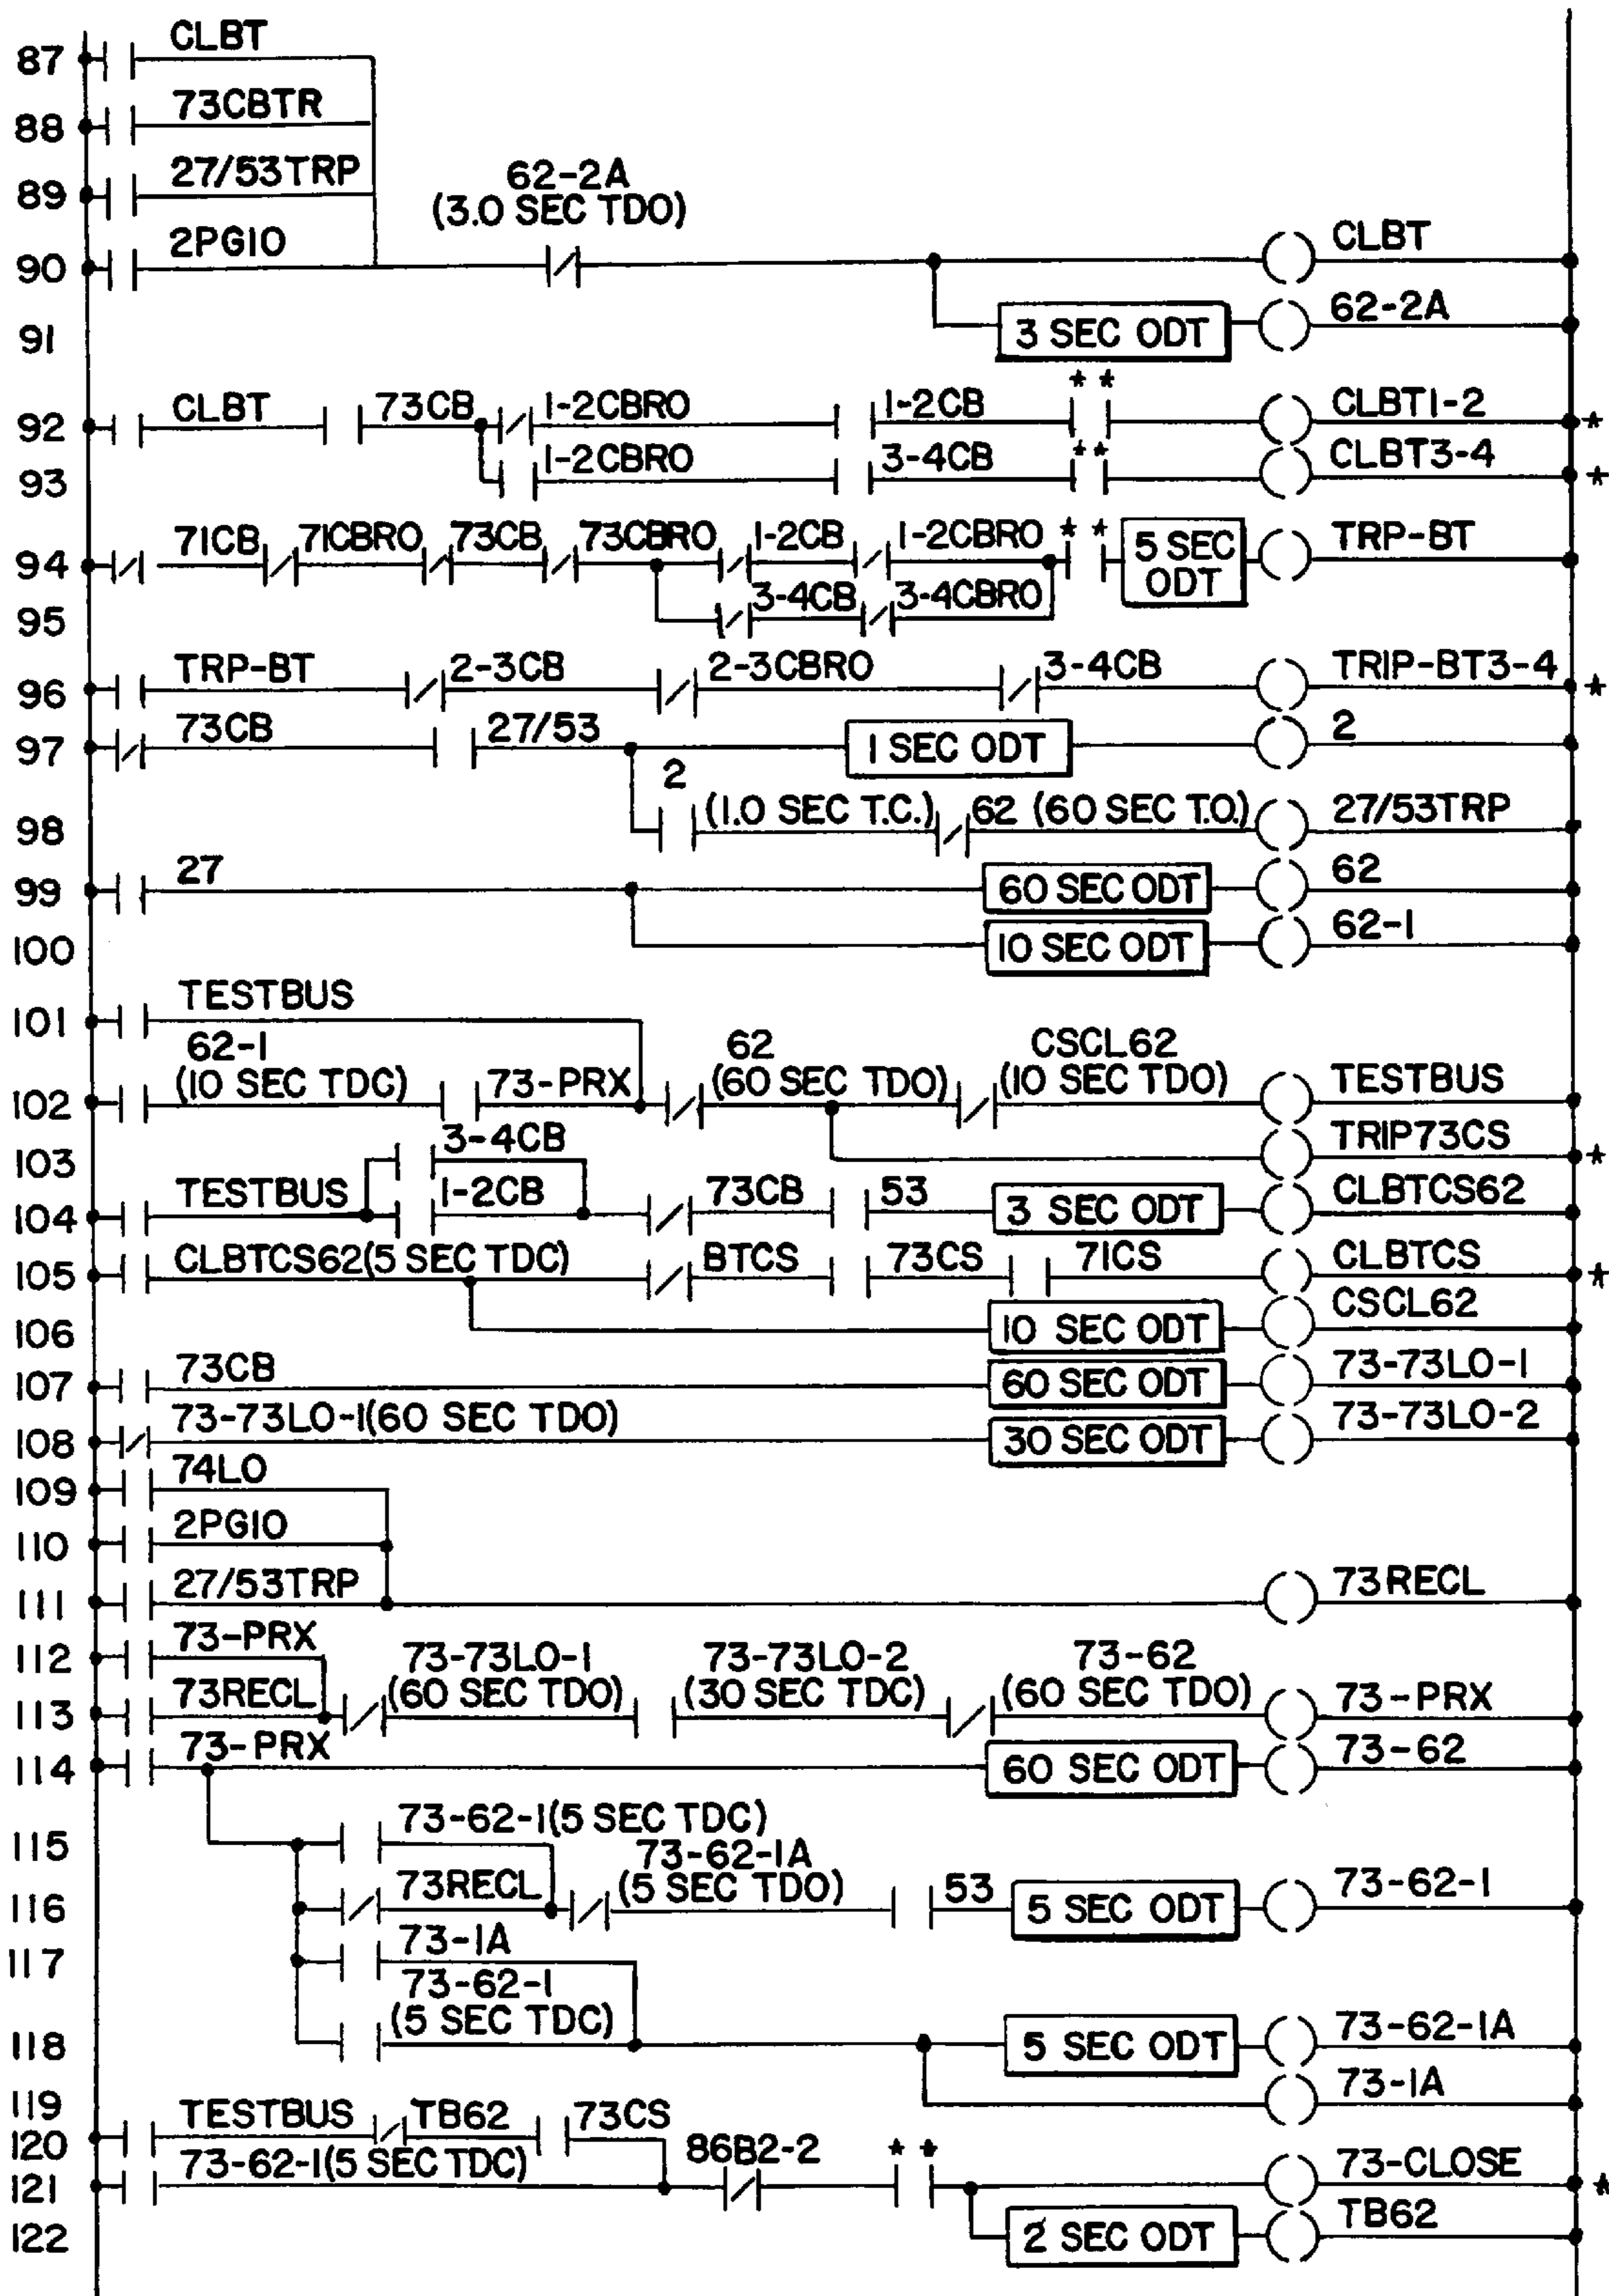 87 CLBT
88 73CBTR
89 27/53TRP
62-2A
(3.0 SEC TDO)
90 2PG10 CLBT
91 3 SEC ODT 62-2A
* *
92 CLBT 73CB 1-2CBRO 1-2CB CLBT1-2 *
93 1-2CBRO 3-4CB ** CLBT3-4 *
94 71CB 71CBRO 73CB 73CBRO 1-2CB 1-2CBRO * * 5 SEC ODT TRP-BT
95 3-4CB 3-4CBRO
96 TRP-BT 2-3CB 2-3CBRO 3-4CB TRIP-BT3-4 *
97 73CB 27/53 1 SEC ODT 2
98 2 (1.0 SEC T.C.) 62 (60 SEC T.O.) 27/53TRP
99 27 60 SEC ODT 62
100 10 SEC ODT 62-1
101 TESTBUS
62-1 62 CSCL62
102 (10 SEC TDC) 73-PRX (60 SEC TDO) (10 SEC TDO) TESTBUS
103 3-4CB TRIP73CS *
104 TESTBUS 1-2CB 73CB 53 3 SEC ODT CLBTCS62
105 CLBTCS62(5 SEC TDC) BTCS 73CS 71CS CLBTCS *
106 10 SEC ODT CSCL62
107 73CB 60 SEC ODT 73-73LO-1
108 73-73LO-1(60 SEC TDO) 30 SEC ODT 73-73LO-2
109 74LO
110 2PG10
111 27/53TRP 73RECL
112 73-PRX 73-73LO-1 73-73LO-2 73-62
113 73RECL (60 SEC TDO) (30 SEC TDC) (60 SEC TDO) 73-PRX
114 73-PRX 60 SEC ODT 73-62
115 73-62-1(5 SEC TDC)
73-62-1A
116 73RECL (5 SEC TDO) 53 5 SEC ODT 73-62-1
117 73-1A
73-62-1
118 (5 SEC TDC) 5 SEC ODT 73-62-1A
119 73-1A
120 TESTBUS TB62 73CS
121 73-62-1(5 SEC TDC) 86B2-2 * * 73-CLOSE *
122 2 SEC ODT TB62